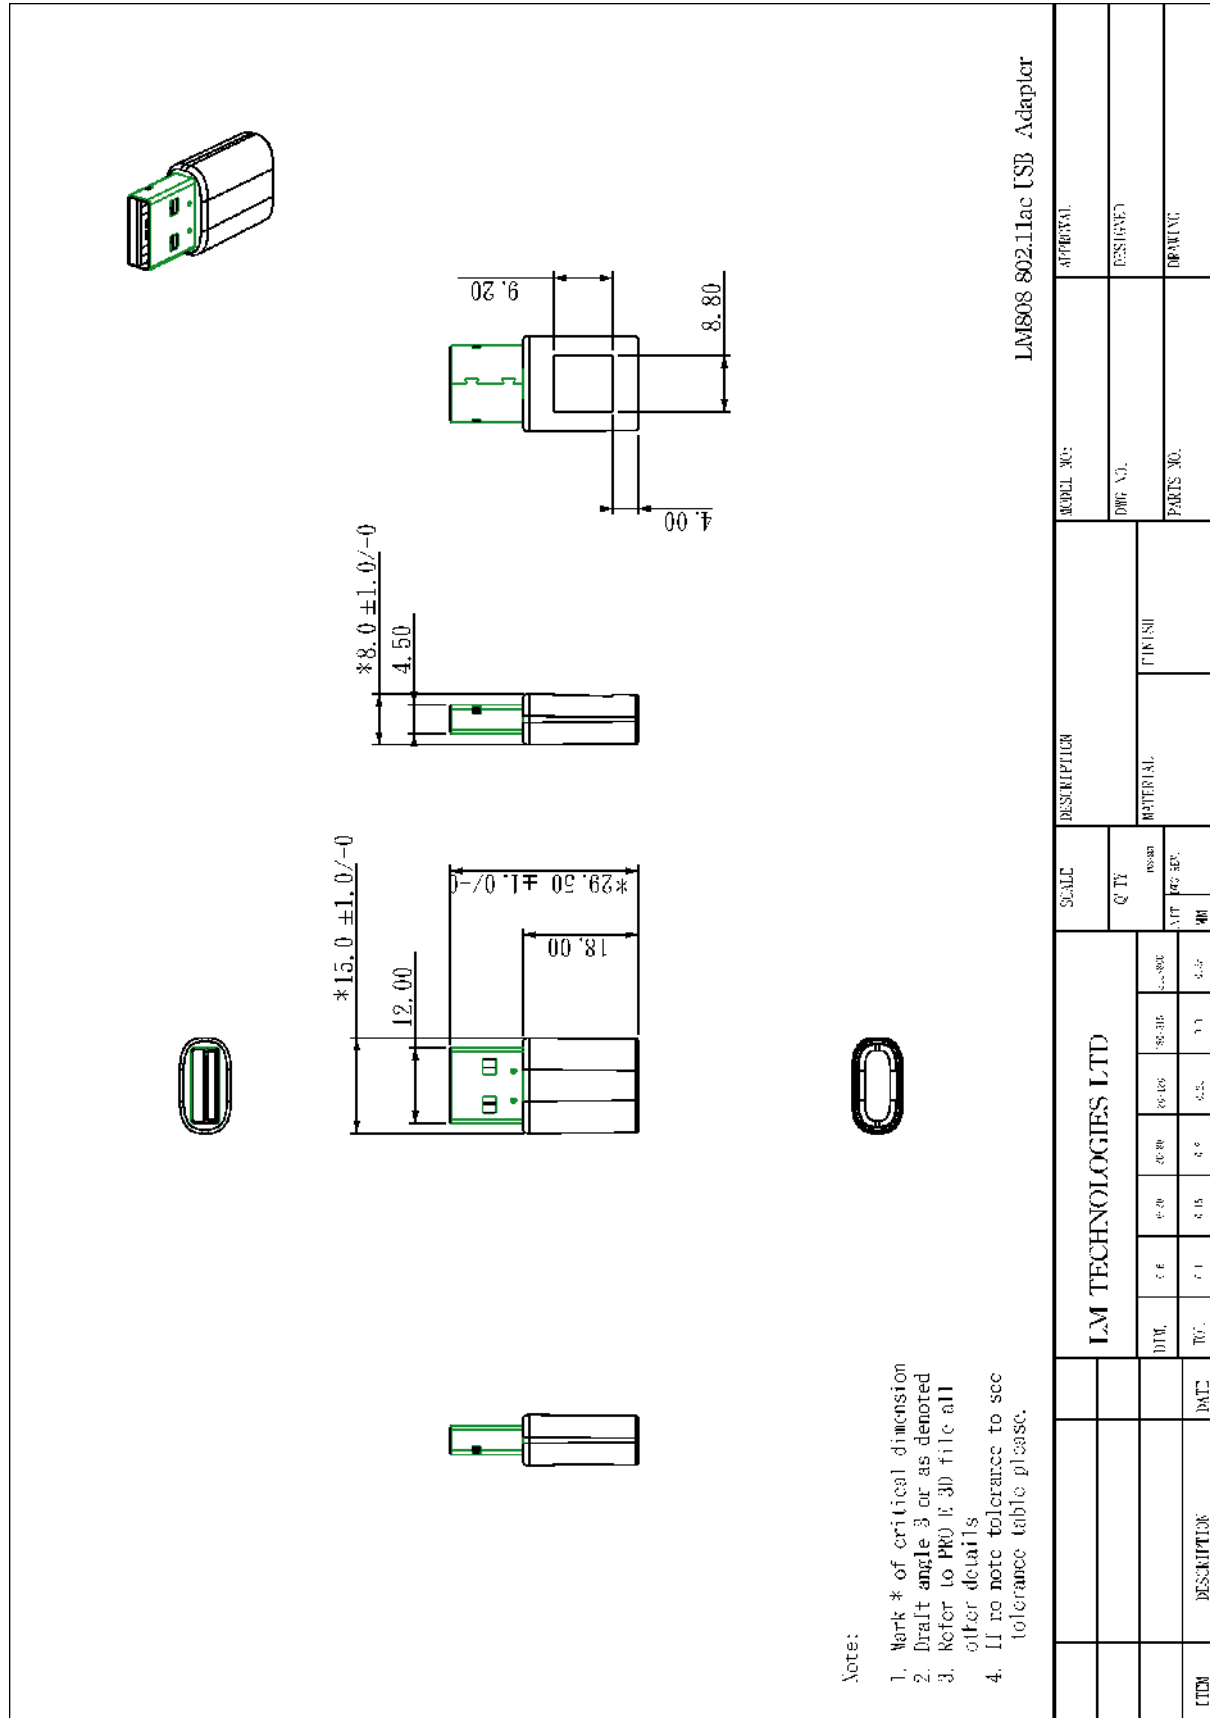 *15.0 ±1.0/-0
12.00
*29.50 ±1.0/-0
18.00
*8.0 ±1.0/-0
4.50
9.20
8.80
4.00
Note:
1. Mark * of critical dimension
2. Draft angle 3 or as denoted
3. Refer to PRO E 3D file all
other details
4. If no note tolerance to see
tolerance table please.
LM808 802.11ac USB Adapter
ITEM DESCRIPTION DATE
LM TECHNOLOGIES LTD
DIM.
TOL.
SCALE
Q'TY
MM
DESCRIPTION
MATERIAL
FINISH
MODEL NO:
DWG NO.
PARTS NO.
APPROVAL
DESIGNED
DRAWING